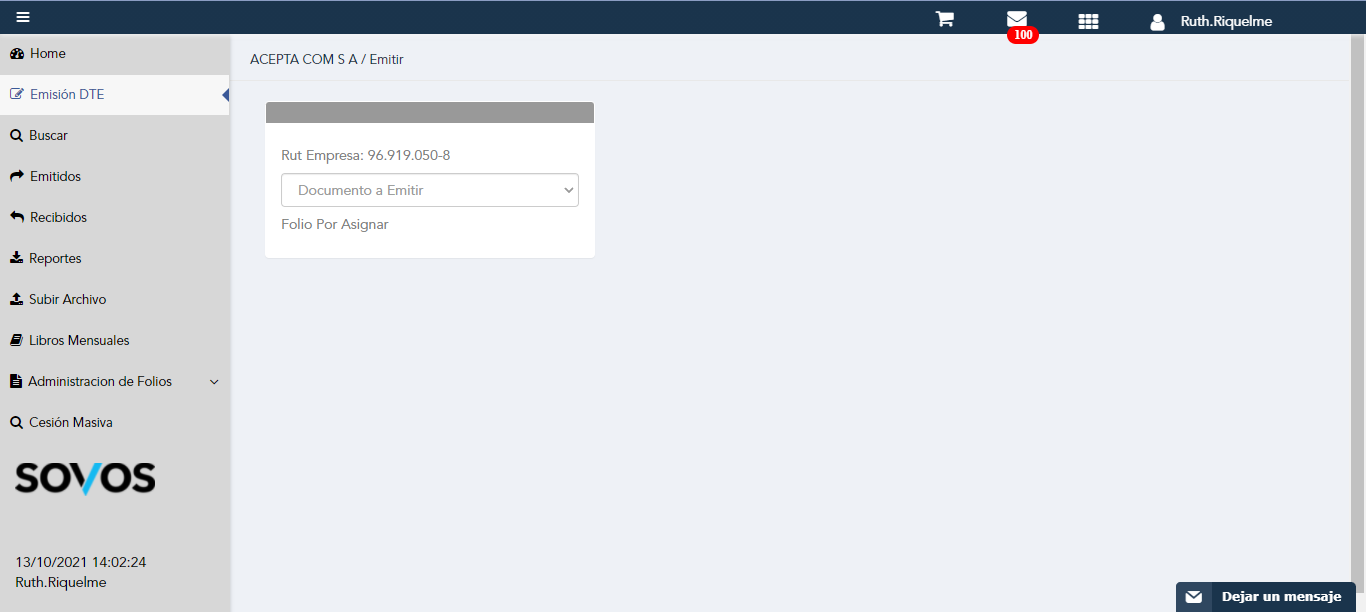 Ruth.Riquelme
100
Home
Emisión DTE
Buscar
Emitidos
Recibidos
Reportes
Subir Archivo
Libros Mensuales
Administracion de Folios
Cesión Masiva
SOVOS
13/10/2021 14:02:24
Ruth.Riquelme
ACEPTA COM S A / Emitir
Rut Empresa: 96.919.050-8
Documento a Emitir
Folio Por Asignar
Dejar un mensaje